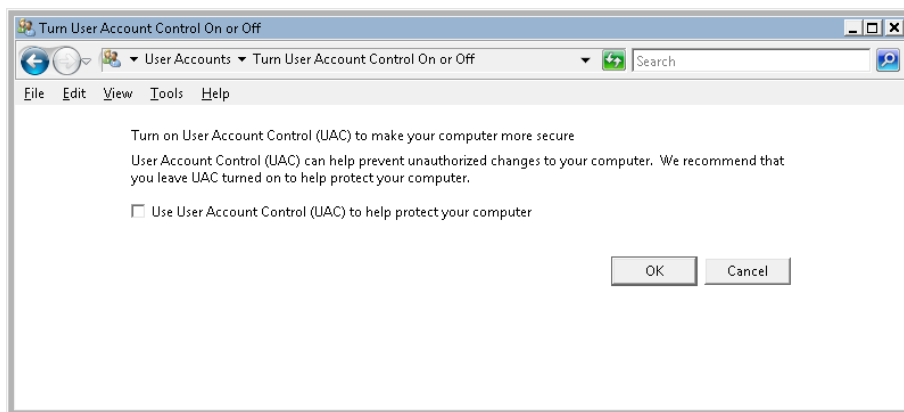 Turn User Account Control On or Off
User Accounts Turn User Account Control On or Off
Search
File Edit View Tools Help
Turn on User Account Control (UAC) to make your computer more secure
User Account Control (UAC) can help prevent unauthorized changes to your computer. We recommend that
you leave UAC turned on to help protect your computer.
Use User Account Control (UAC) to help protect your computer
OK Cancel